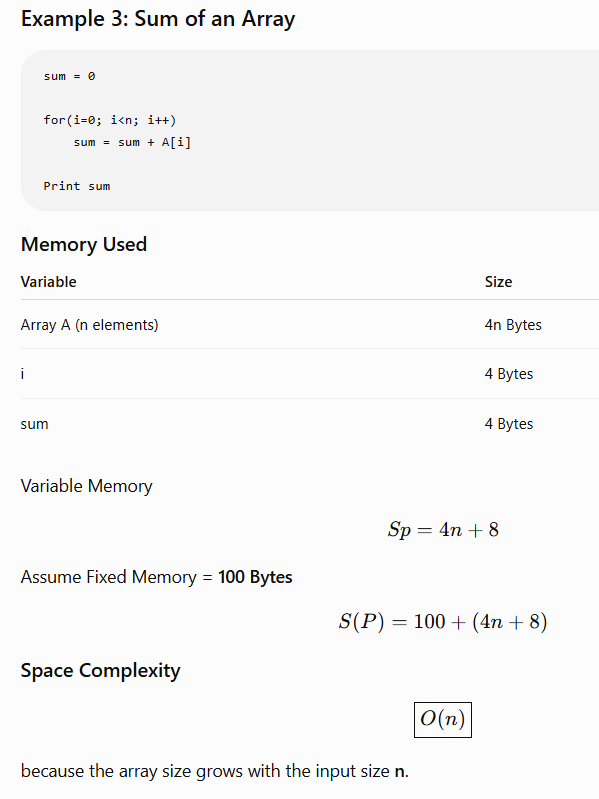 Example 3: Sum of an Array
sum = 0
for(i=0; i<n; i++)
    sum = sum + A[i]
Print sum
Memory Used
Variable Size
Array A (n elements) 4n Bytes
i 4 Bytes
sum 4 Bytes
Variable Memory
Sp = 4n + 8
Assume Fixed Memory = 100 Bytes
S(P) = 100 + (4n + 8)
Space Complexity
O(n)
because the array size grows with the input size n.